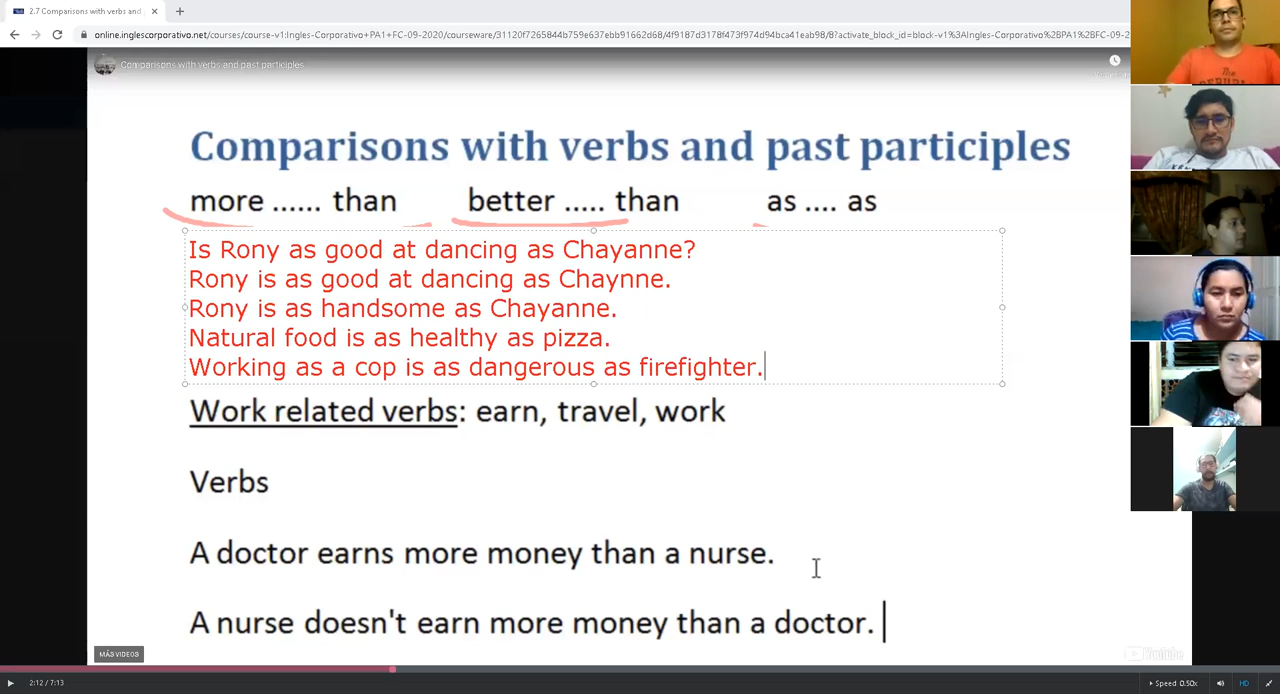 2.7 Comparisons with verbs and
online.inglescorporativo.net/courses/course-v1:Ingles-Corporativo+PA1+FC-09-2020/courseware/31120f7265844b759e637ebb91662d68/4f9187d3178f473f974d94bca41eab98/8?activate_block_id=block-v1%3AIngles-Corporativo%2BPA1%2BFC-09-2
Comparisons with verbs and past participles
Comparisons with verbs and past participles
more ...... than better ..... than as .... as
Is Rony as good at dancing as Chayanne?
Rony is as good at dancing as Chaynne.
Rony is as handsome as Chayanne.
Natural food is as healthy as pizza.
Working as a cop is as dangerous as firefighter.
Work related verbs: earn, travel, work
Verbs
A doctor earns more money than a nurse.
A nurse doesn't earn more money than a doctor.
MÁS VIDEOS
YouTube
2:12 / 7:13
Speed 0.50x
HD